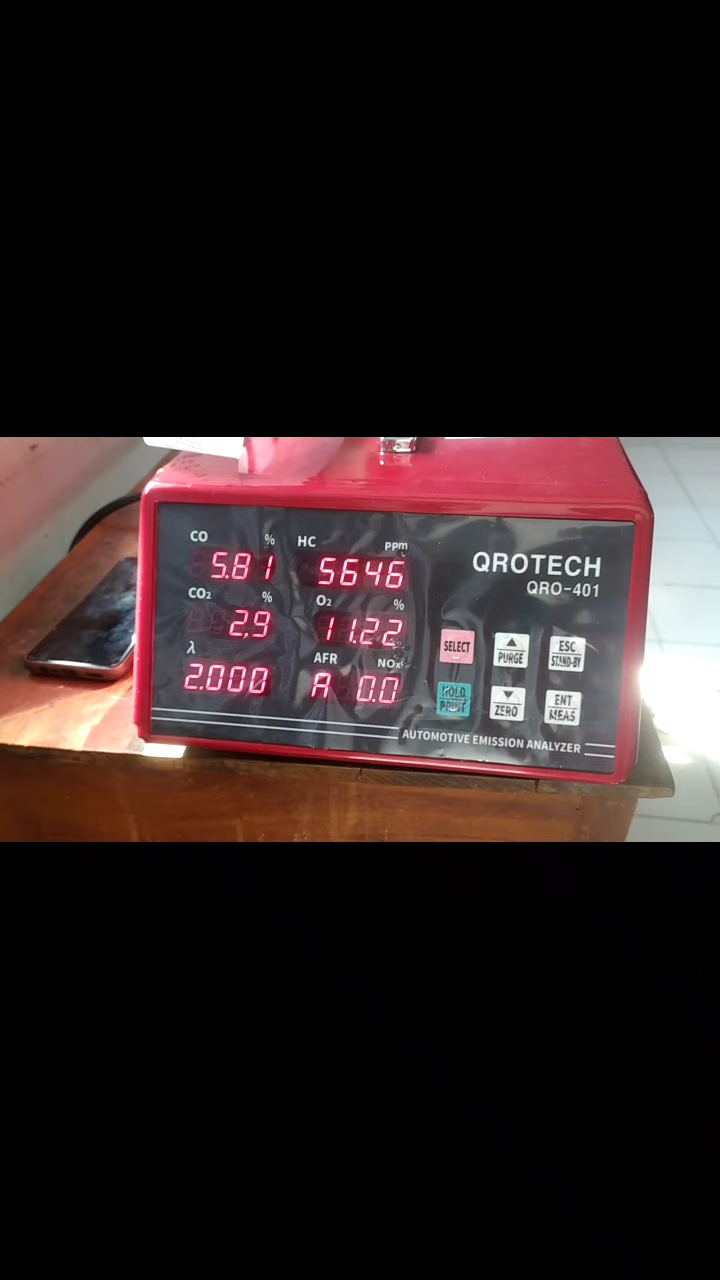 CO % HC ppm
5.81 5646
CO₂ % O₂ %
2.9 11.22
λ AFR NOx
2.000 A 0.0
QROTECH
QRO-401
SELECT ▲ PURGE ESC STAND-BY
HOLD PRINT ▼ ZERO ENT MEAS
AUTOMOTIVE EMISSION ANALYZER